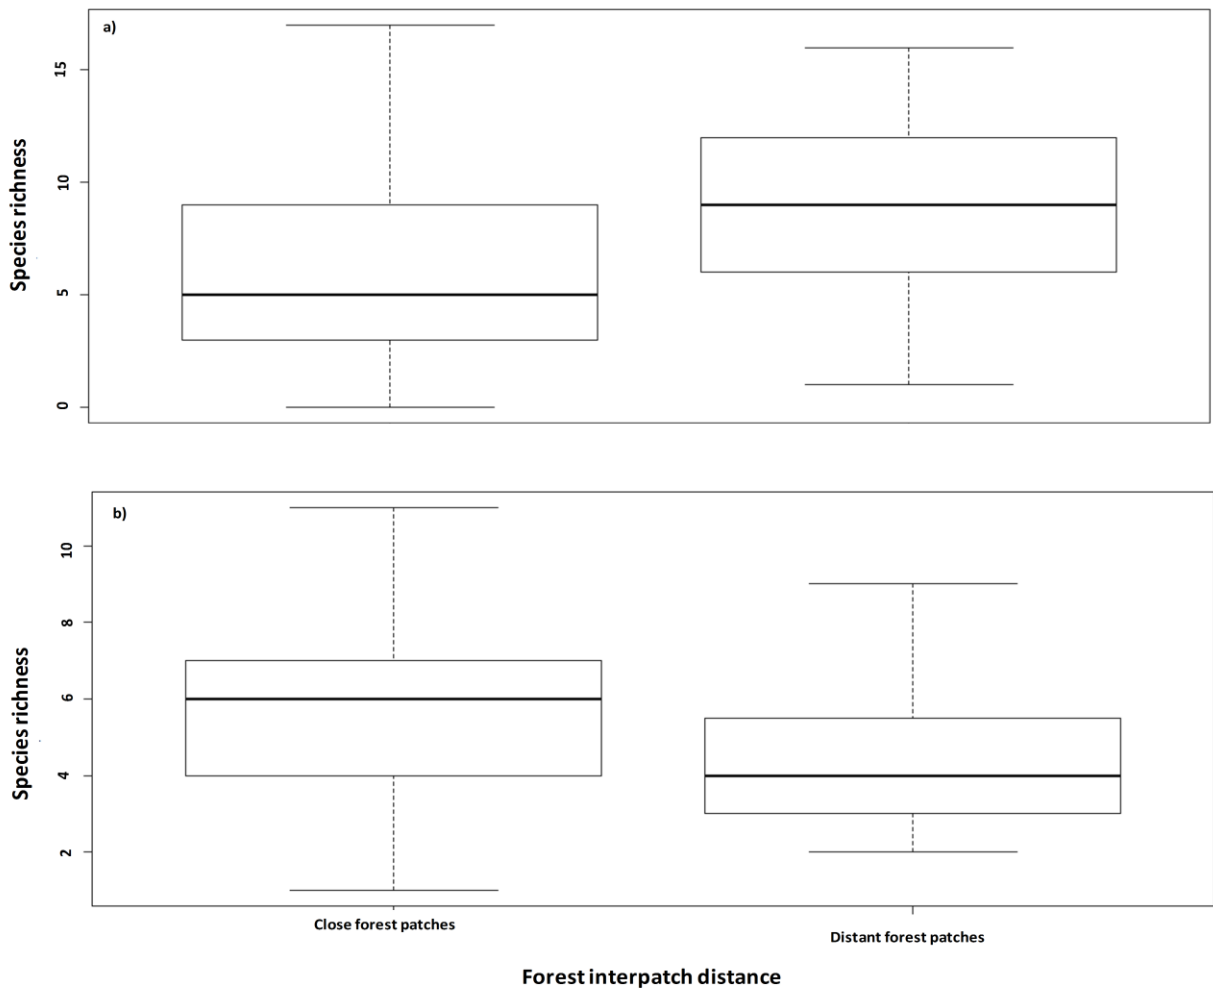 a)
15
10
5
0
Species richness
b)
10
8
6
4
2
Species richness
Close forest patches
Distant forest patches
Forest interpatch distance